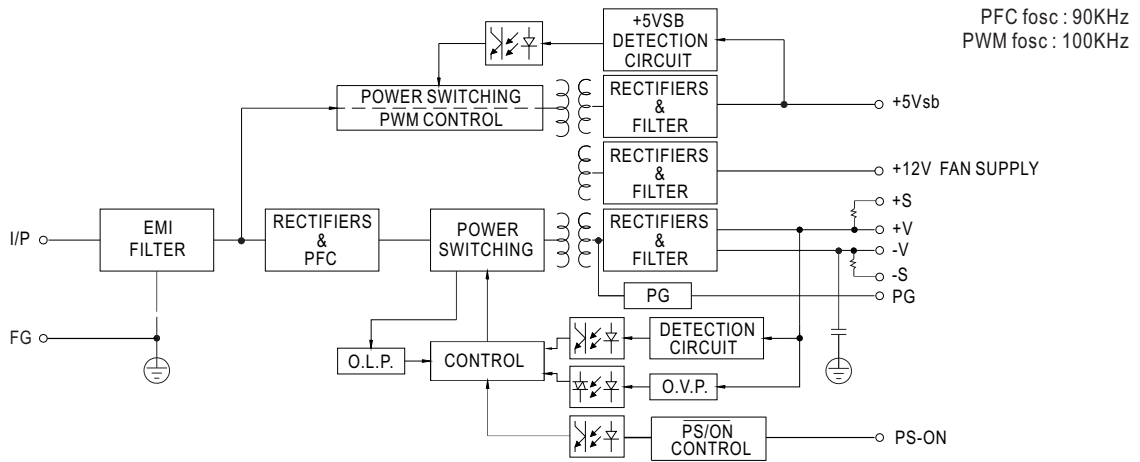 PFC fosc : 90KHz
PWM fosc : 100KHz
+5VSB
DETECTION
CIRCUIT
POWER SWITCHING
PWM CONTROL
RECTIFIERS
&
FILTER
+5Vsb
RECTIFIERS
&
FILTER
+12V FAN SUPPLY
I/P
EMI
FILTER
RECTIFIERS
&
PFC
POWER
SWITCHING
RECTIFIERS
&
FILTER
+S
+V
-V
-S
PG
PG
FG
O.L.P.
CONTROL
DETECTION
CIRCUIT
O.V.P.
PS/ON
CONTROL
PS-ON